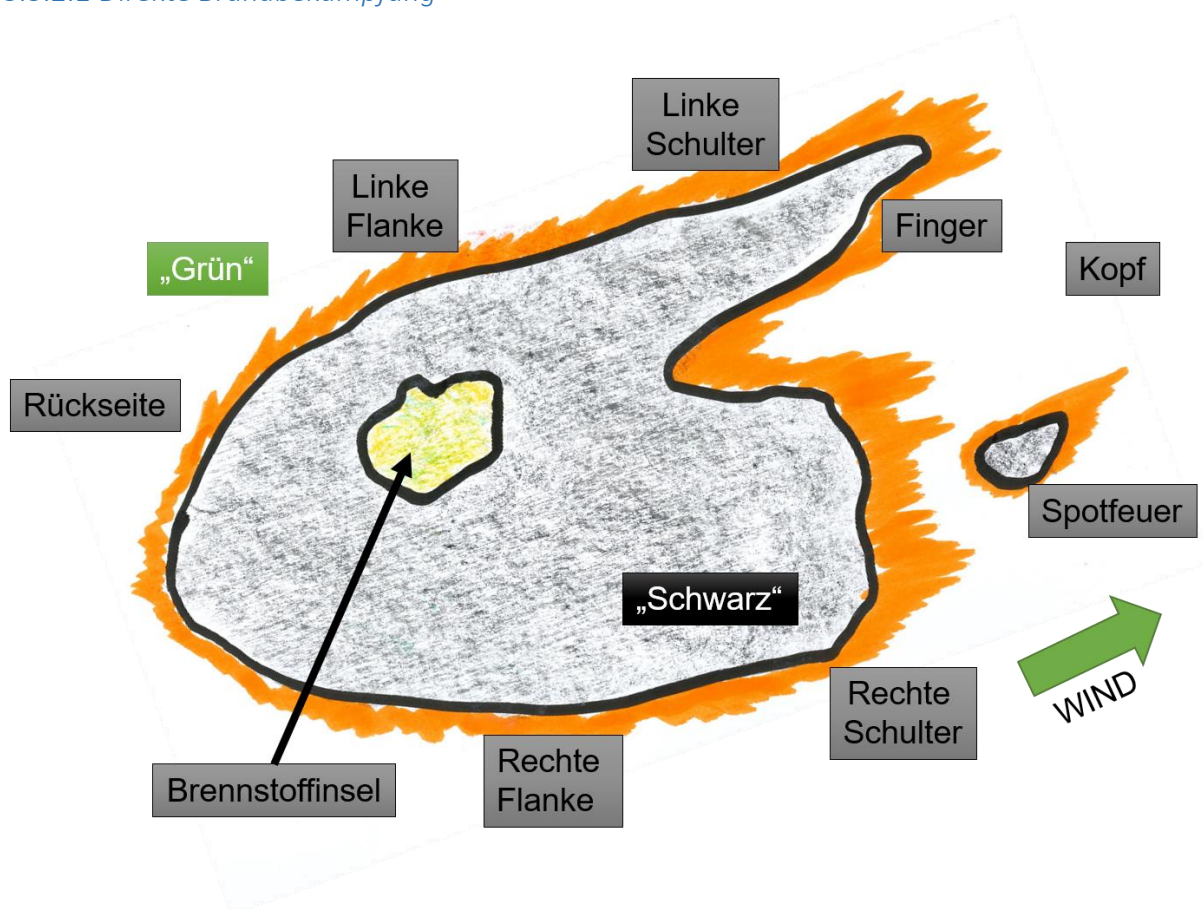 Linke
Schulter
Linke
Flanke
Finger
„Grün“
Kopf
Rückseite
Spotfeuer
„Schwarz“
WIND
Rechte
Schulter
Rechte
Flanke
Brennstoffinsel